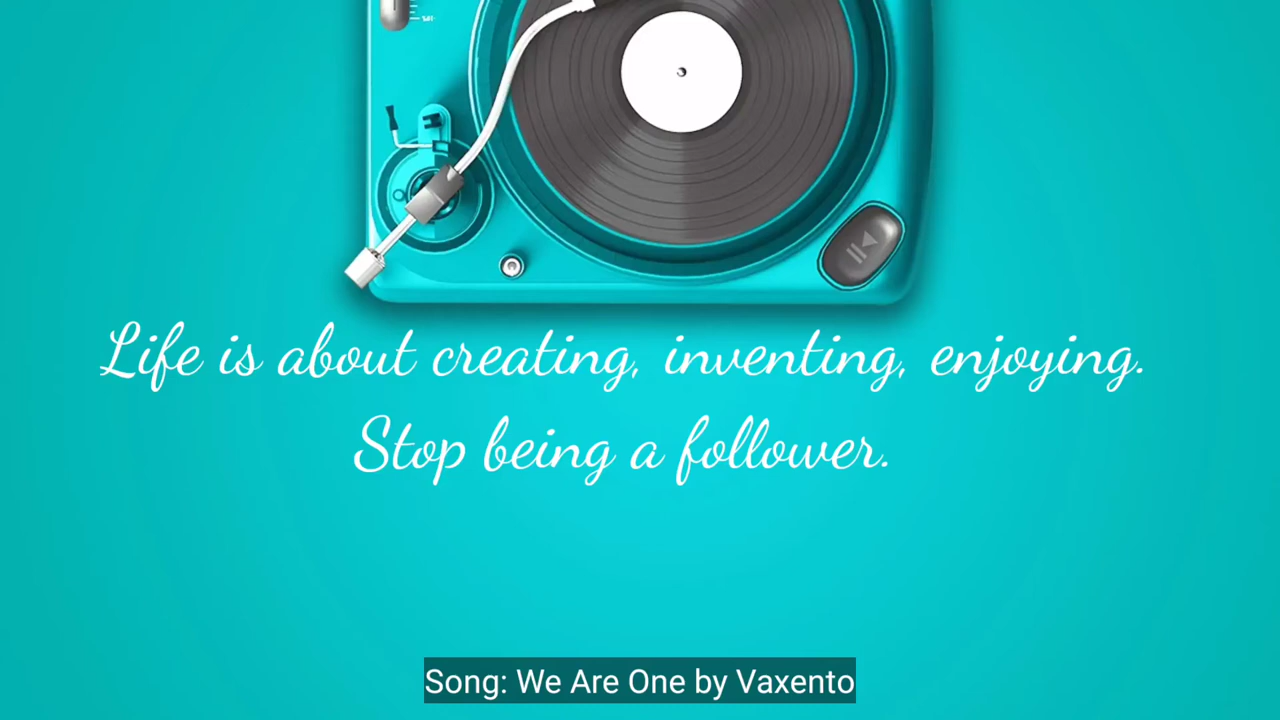 Life is about creating, inventing, enjoying.
Stop being a follower.
Song: We Are One by Vaxento